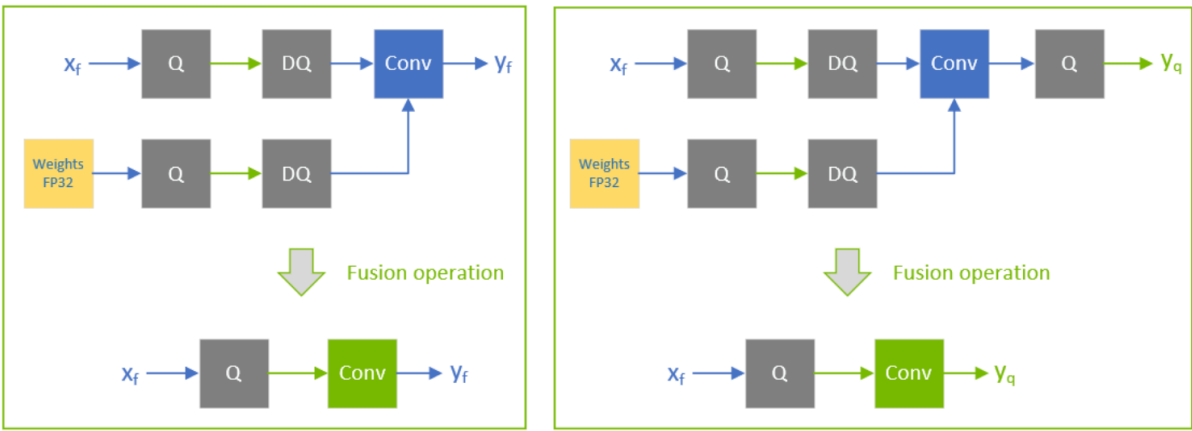 xf Q DQ Conv yf
Weights
FP32
Q DQ
Fusion operation
xf Q Conv yf
xf Q DQ Conv Q yq
Weights
FP32
Q DQ
Fusion operation
xf Q Conv yq